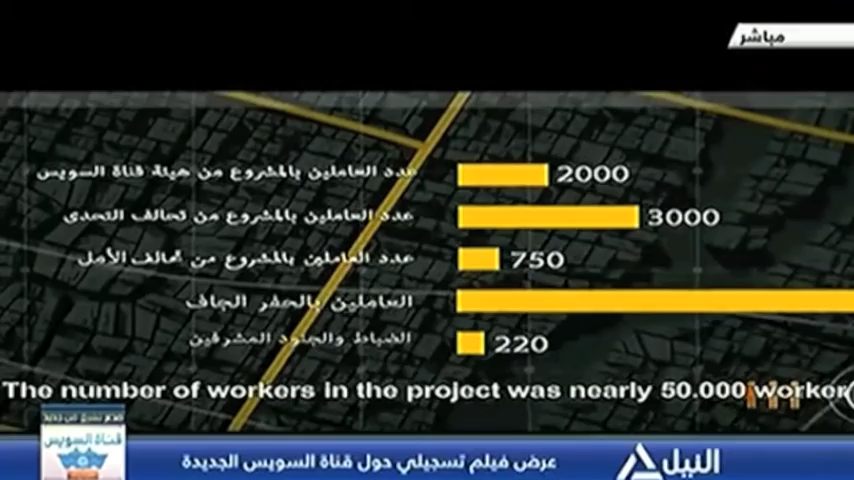 مباشر
عدد العاملين بالمشروع من هيئة قناة السويس 2000
عدد العاملين بالمشروع من تحالف التحدى 3000
عدد العاملين بالمشروع من تحالف الأمل 750
العاملين بالحفر الجاف
الضباط والجنود المشرفين 220
The number of workers in the project was nearly 50.000 worker
قناة السويس
عرض فيلم تسجيلي حول قناة السويس الجديدة
النيل